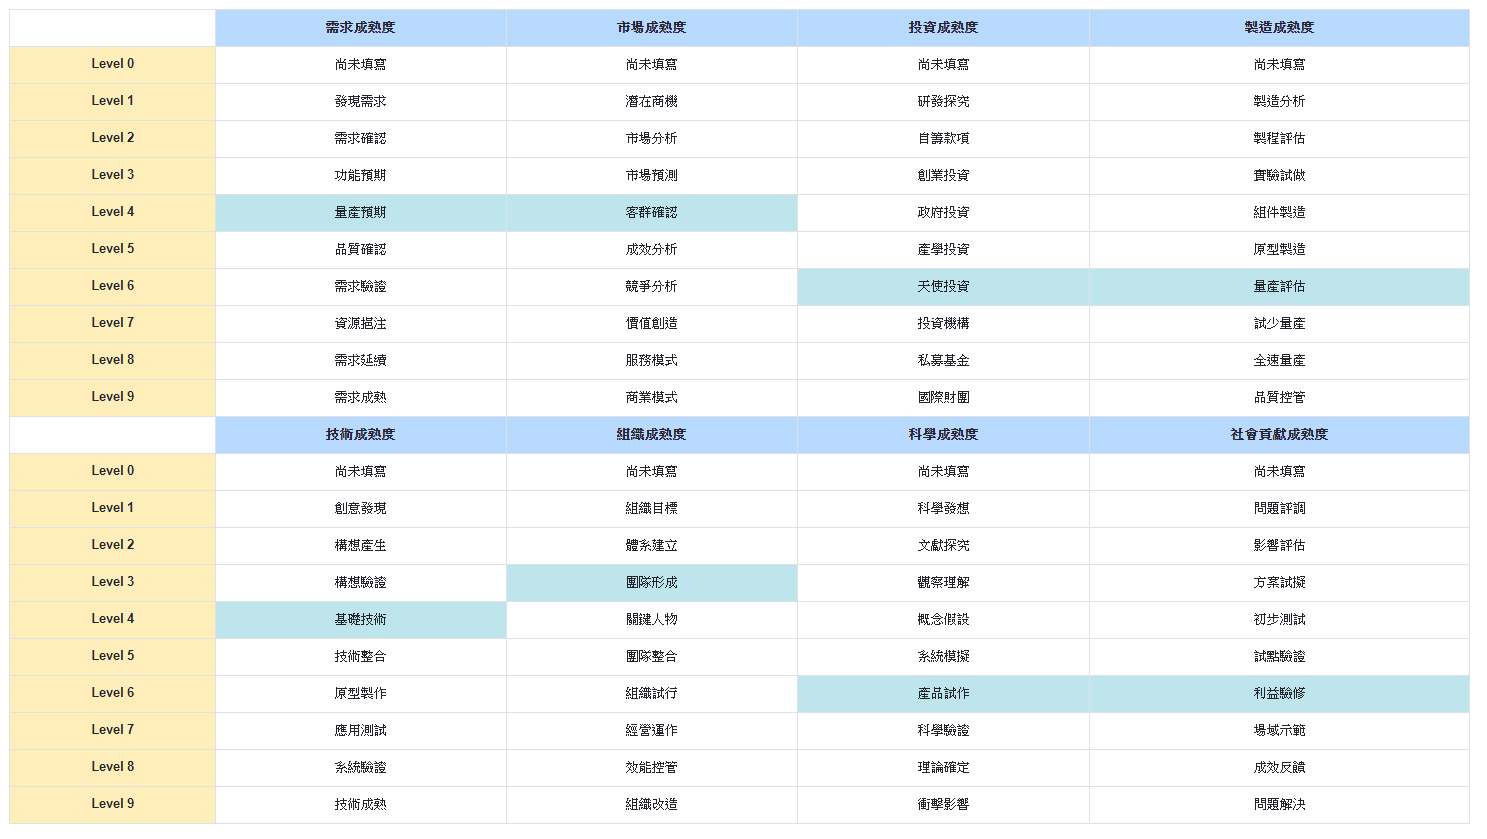 需求成熟度 市場成熟度 投資成熟度 製造成熟度
Level 0 尚未填寫 尚未填寫 尚未填寫 尚未填寫
Level 1 發現需求 潛在商機 研發探究 製造分析
Level 2 需求確認 市場分析 自籌款項 製程評估
Level 3 功能預期 市場預測 創業投資 實驗試做
Level 4 量產預期 客群確認 政府投資 組件製造
Level 5 品質確認 成效分析 產學投資 原型製造
Level 6 需求驗證 競爭分析 天使投資 量產評估
Level 7 資源挹注 價值創造 投資機構 試少量產
Level 8 需求延續 服務模式 私募基金 全速量產
Level 9 需求成熟 商業模式 國際財團 品質控管
技術成熟度 組織成熟度 科學成熟度 社會貢獻成熟度
Level 0 尚未填寫 尚未填寫 尚未填寫 尚未填寫
Level 1 創意發現 組織目標 科學發想 問題評調
Level 2 構想產生 體系建立 文獻探究 影響評估
Level 3 構想驗證 團隊形成 觀察理解 方案試擬
Level 4 基礎技術 關鍵人物 概念假設 初步測試
Level 5 技術整合 團隊整合 系統模擬 試點驗證
Level 6 原型製作 組織試行 產品試作 利益驗修
Level 7 應用測試 經營運作 科學驗證 場域示範
Level 8 系統驗證 效能控管 理論確定 成效反饋
Level 9 技術成熟 組織改造 衝擊影響 問題解決